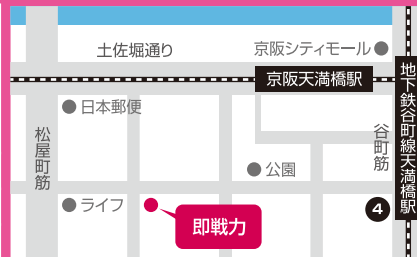 土佐堀通り
京阪シティモール
京阪天満橋駅
地下鉄谷町線天満橋駅
日本郵便
松屋町筋
谷町筋
公園
ライフ
4
即戦力